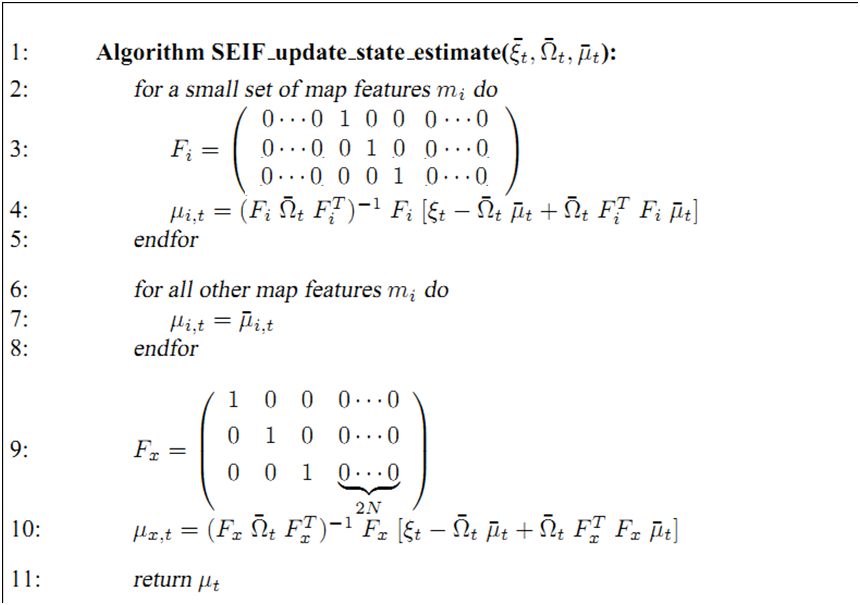 1: Algorithm SEIF_update_state_estimate(ξ̄_t, Ω̄_t, μ̄_t):
2: for a small set of map features m_i do
0···0 1 0 0 0···0
3: F_i = ( 0···0 0 1 0 0···0 )
0···0 0 0 1 0···0
4: μ_{i,t} = (F_i Ω̄_t F_i^T)^{-1} F_i [ξ_t − Ω̄_t μ̄_t + Ω̄_t F_i^T F_i μ̄_t]
5: endfor
6: for all other map features m_i do
7: μ_{i,t} = μ̄_{i,t}
8: endfor
1 0 0 0···0
9: F_x = ( 0 1 0 0···0 )
0 0 1 0···0
2N
10: μ_{x,t} = (F_x Ω̄_t F_x^T)^{-1} F_x [ξ_t − Ω̄_t μ̄_t + Ω̄_t F_x^T F_x μ̄_t]
11: return μ_t